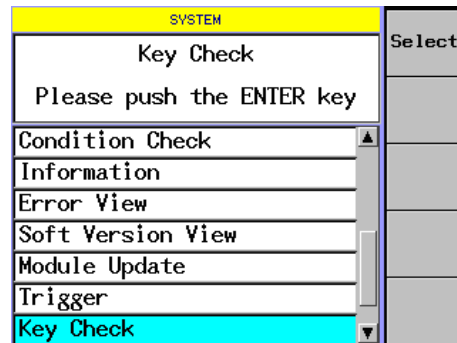 SYSTEM
Select
Key Check
Please push the ENTER key
Condition Check
Information
Error View
Soft Version View
Module Update
Trigger
Key Check